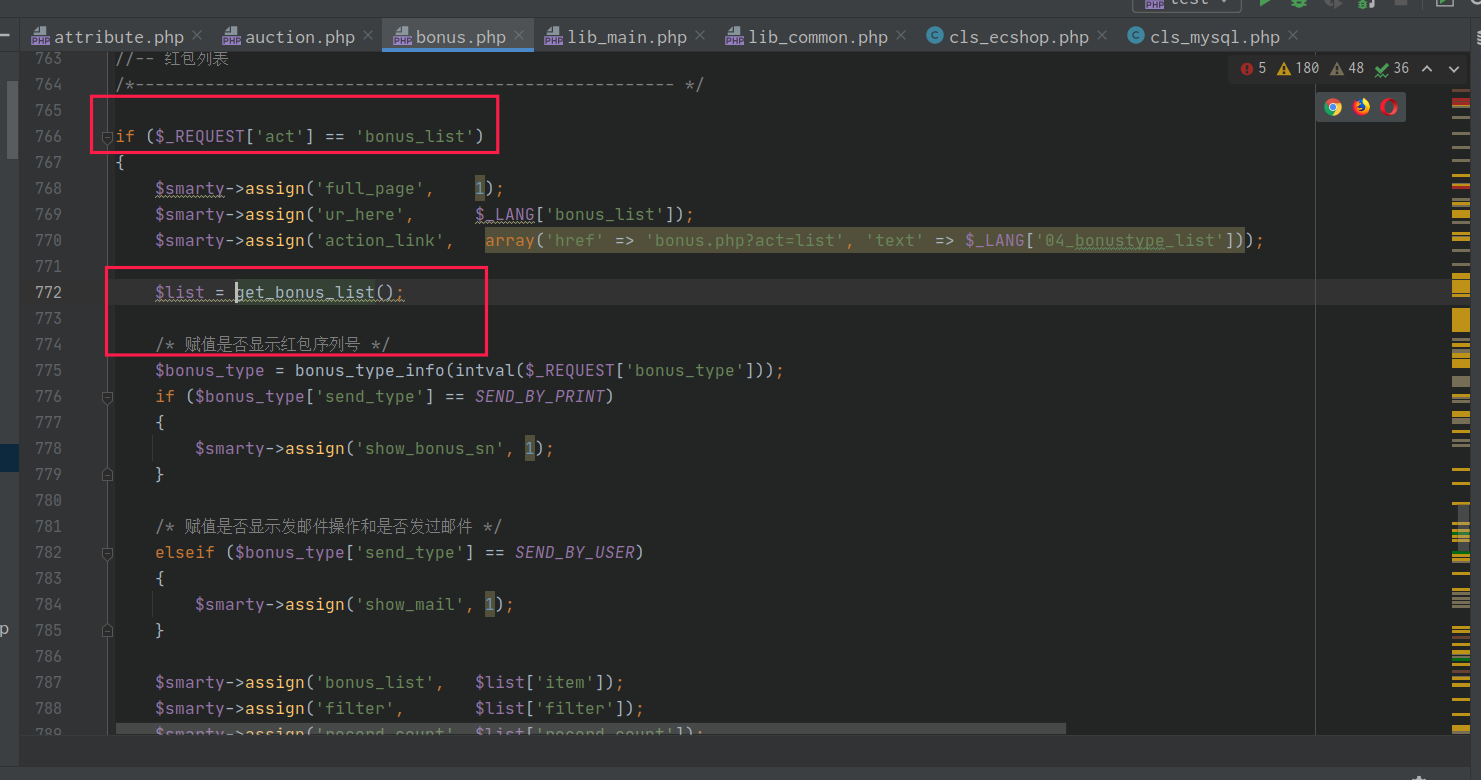 test
attribute.php
auction.php
bonus.php
lib_main.php
lib_common.php
cls_ecshop.php
cls_mysql.php
5 180 48 36
763 //-- 红包列表
764 /*------------------------------------------------------ */
765
766 if ($_REQUEST['act'] == 'bonus_list')
767 {
768 $smarty->assign('full_page', 1);
769 $smarty->assign('ur_here', $_LANG['bonus_list']);
770 $smarty->assign('action_link', array('href' => 'bonus.php?act=list', 'text' => $_LANG['04_bonustype_list']));
771
772 $list = get_bonus_list();
773
774 /* 赋值是否显示红包序列号 */
775 $bonus_type = bonus_type_info(intval($_REQUEST['bonus_type']));
776 if ($bonus_type['send_type'] == SEND_BY_PRINT)
777 {
778 $smarty->assign('show_bonus_sn', 1);
779 }
780
781 /* 赋值是否显示发邮件操作和是否发过邮件 */
782 elseif ($bonus_type['send_type'] == SEND_BY_USER)
783 {
784 $smarty->assign('show_mail', 1);
785 }
786
787 $smarty->assign('bonus_list', $list['item']);
788 $smarty->assign('filter', $list['filter']);
789 $smarty->assign('record_count', $list['record_count']);
p